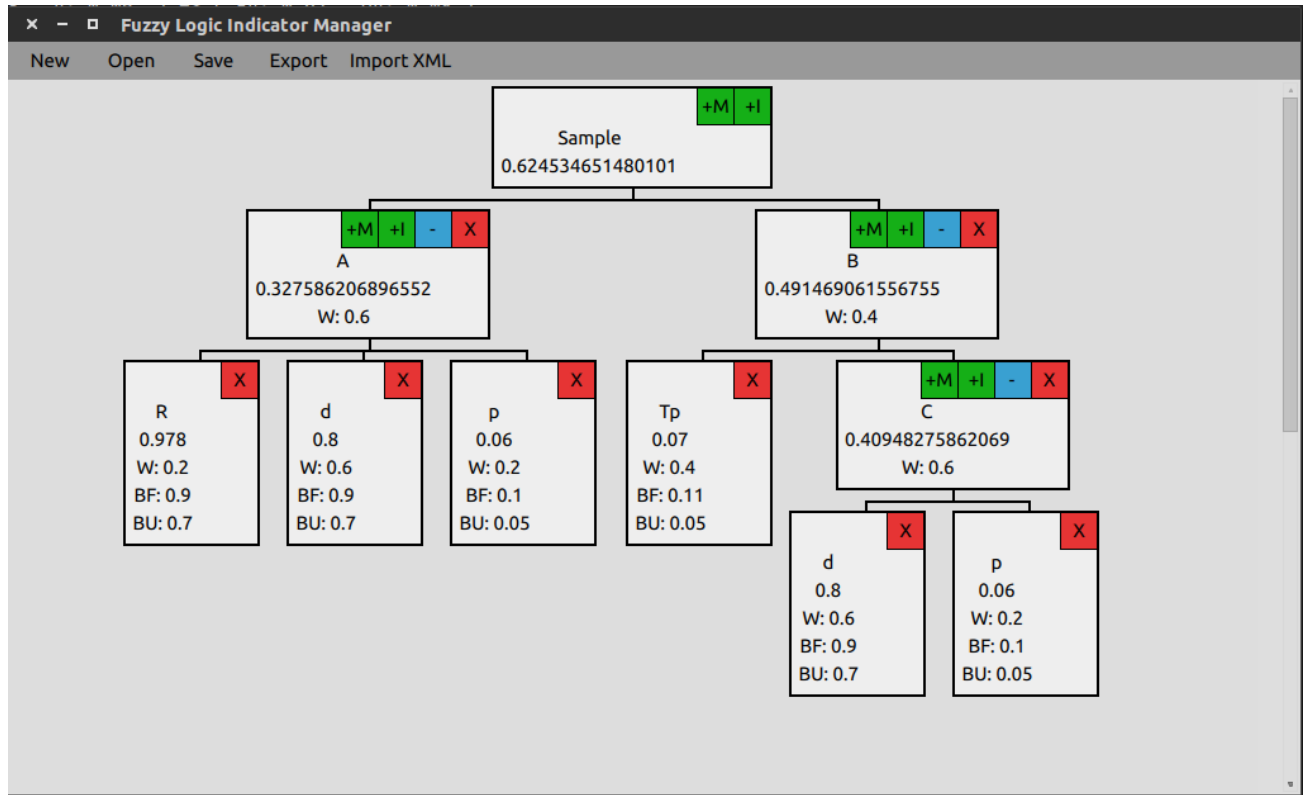 Fuzzy Logic Indicator Manager
New Open Save Export Import XML
+M +I
Sample
0.624534651480101
+M +I - X
A
0.327586206896552
W: 0.6
+M +I - X
B
0.491469061556755
W: 0.4
X
R
0.978
W: 0.2
BF: 0.9
BU: 0.7
X
d
0.8
W: 0.6
BF: 0.9
BU: 0.7
X
p
0.06
W: 0.2
BF: 0.1
BU: 0.05
X
Tp
0.07
W: 0.4
BF: 0.11
BU: 0.05
+M +I - X
C
0.40948275862069
W: 0.6
X
d
0.8
W: 0.6
BF: 0.9
BU: 0.7
X
p
0.06
W: 0.2
BF: 0.1
BU: 0.05